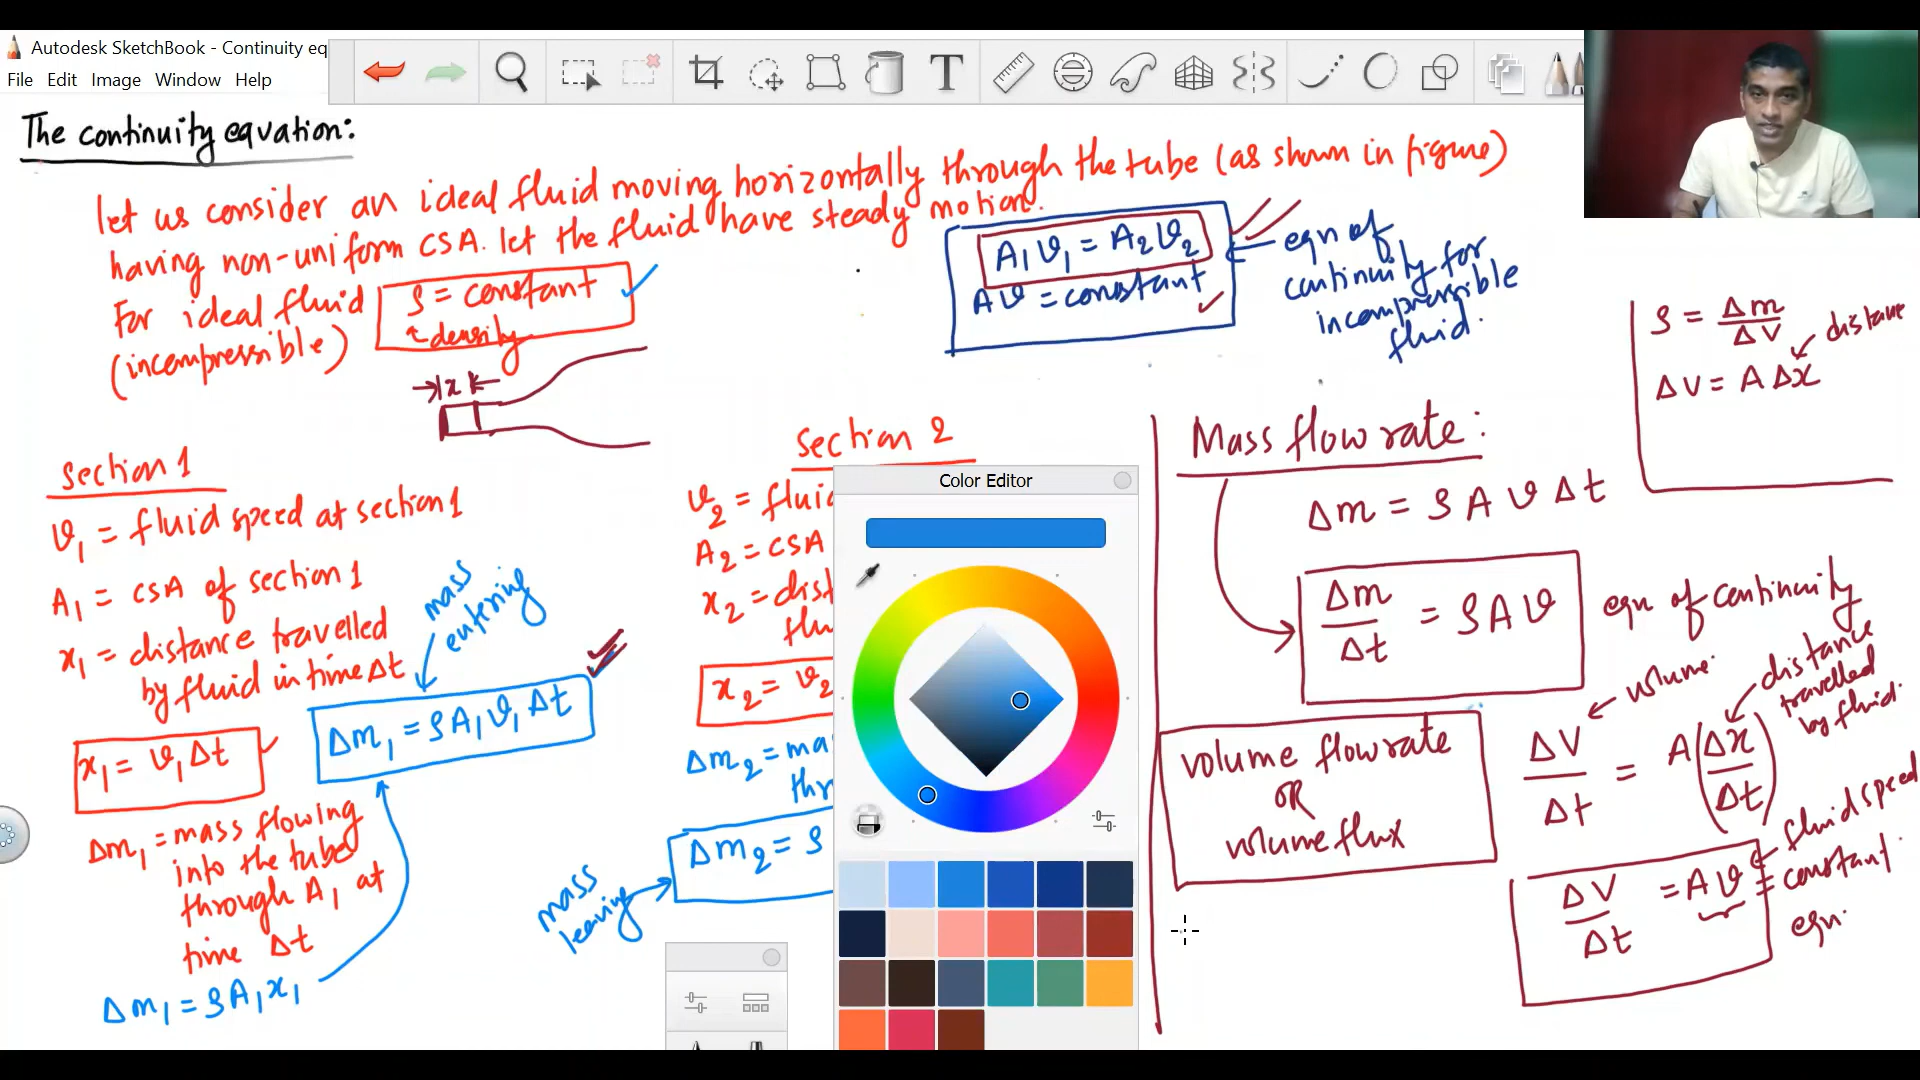 Autodesk SketchBook - Continuity eq
File Edit Image Window Help
The continuity equation:
let us consider an ideal fluid moving horizontally through the tube (as shown in figure)
having non-uniform CSA. let the fluid have steady motion.
For ideal fluid
(incompressible)
ρ = constant
density
→|x|←
A₁v₁ = A₂v₂
Av = constant
eqn of
continuity for
incompressible
fluid.
ρ = Δm/ΔV
distane
ΔV = A Δx
Section 1
v₁ = fluid speed at section 1
A₁ = CSA of section 1
x₁ = distance travelled
by fluid in time Δt
x₁ = v₁Δt
mass
entering
Δm₁ = ρA₁v₁Δt
Δm₁ = mass flowing
into the tube
through A₁ at
time Δt
Δm₁ = ρA₁x₁
Section 2
v₂ = fluid
A₂ = CSA
x₂ = dist
flu
x₂ = v₂
Δm₂ = ma
thr
Δm₂ = ρ
mass
leaving
Color Editor
Mass flow rate:
Δm = ρAvΔt
Δm/Δt = ρAv
eqn of continuity
volume flow rate
OR
volume flux
volume
ΔV/Δt = A(Δx/Δt)
distance
travelled
by fluid.
ΔV/Δt = Av = constant
fluid speed
eqn.